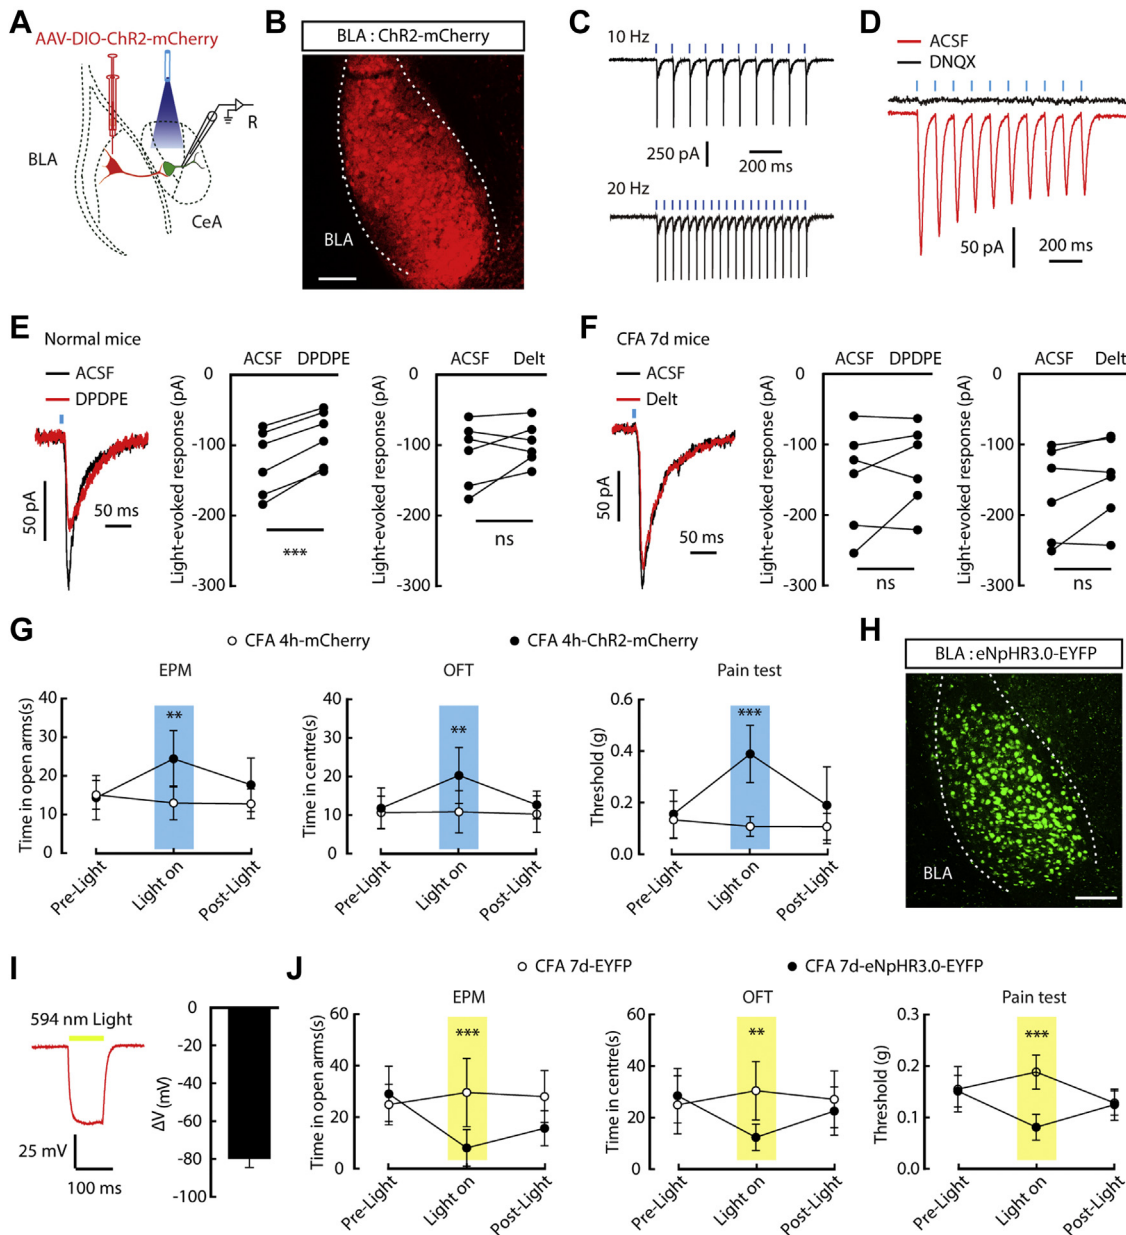 A
AAV-DIO-ChR2-mCherry
R
BLA
CeA
B
BLA : ChR2-mCherry
BLA
C
10 Hz
250 pA
200 ms
20 Hz
D
ACSF
DNQX
50 pA
200 ms
E
Normal mice
ACSF
DPDPE
50 pA
50 ms
Light-evoked response (pA)
ACSF DPDPE
0
-100
-200
-300
***
Light-evoked response (pA)
ACSF Delt
0
-100
-200
-300
ns
F
CFA 7d mice
ACSF
Delt
50 pA
50 ms
Light-evoked response (pA)
ACSF DPDPE
0
-100
-200
-300
ns
Light-evoked response (pA)
ACSF Delt
0
-100
-200
-300
ns
G
CFA 4h-mCherry
CFA 4h-ChR2-mCherry
EPM
Time in open arms(s)
40
30
20
10
0
**
Pre-Light
Light on
Post-Light
OFT
Time in centre(s)
40
30
20
10
0
**
Pre-Light
Light on
Post-Light
Pain test
Threshold (g)
0.6
0.4
0.2
0.0
***
Pre-Light
Light on
Post-Light
H
BLA : eNpHR3.0-EYFP
BLA
I
594 nm Light
25 mV
100 ms
ΔV (mV)
0
-20
-40
-60
-80
-100
J
CFA 7d-EYFP
CFA 7d-eNpHR3.0-EYFP
EPM
Time in open arms(s)
60
40
20
0
***
Pre-Light
Light on
Post-Light
OFT
Time in centre(s)
60
40
20
0
**
Pre-Light
Light on
Post-Light
Pain test
Threshold (g)
0.3
0.2
0.1
0.0
***
Pre-Light
Light on
Post-Light